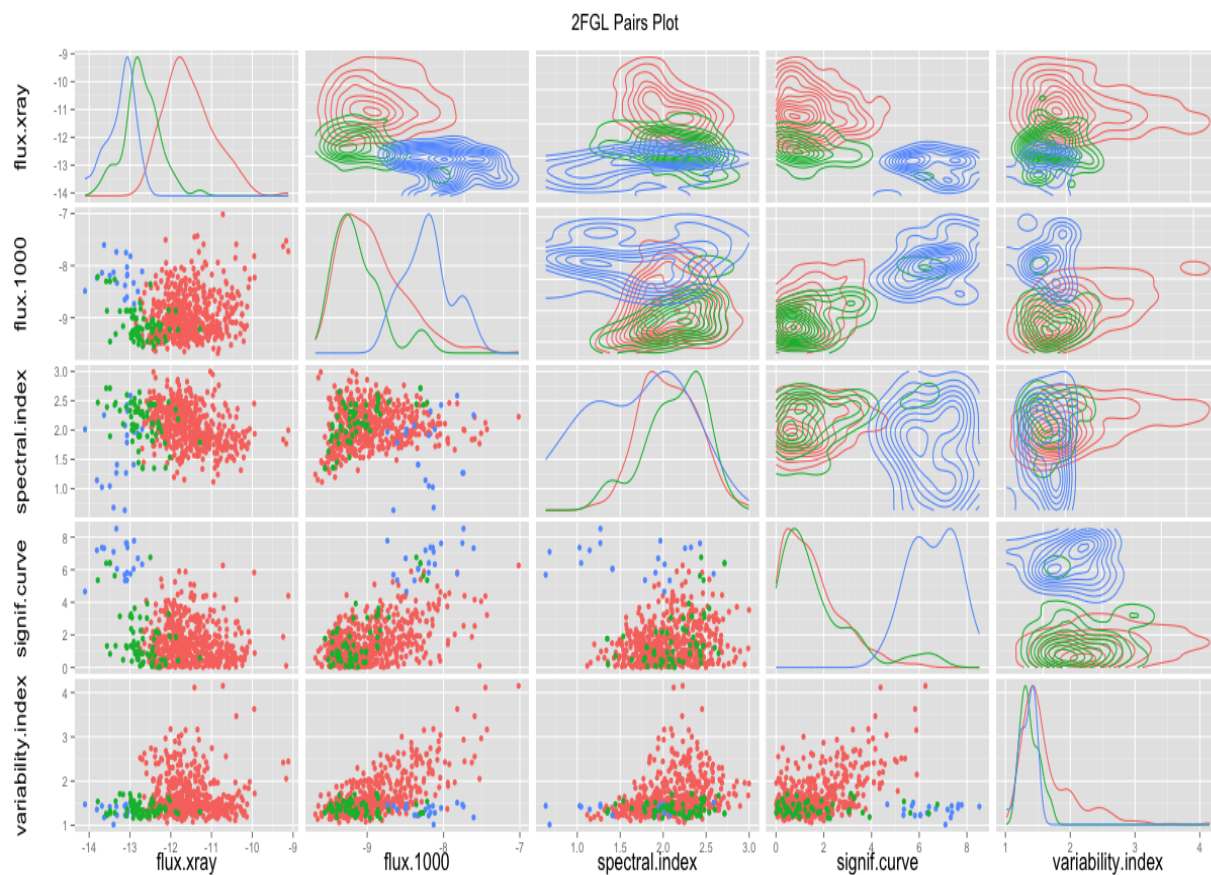 2FGL Pairs Plot
flux.xray
-9
-10
-11
-12
-13
-14
flux.1000
-7
-8
-9
spectral.index
3.0
2.5
2.0
1.5
1.0
signif.curve
8
6
4
2
0
variability.index
4
3
2
1
-14 -13 -12 -11 -10 -9 -9 -8 -7 1.0 1.5 2.0 2.5 3.0 0 2 4 6 8 1 2 3 4
flux.xray flux.1000 spectral.index signif.curve variability.index